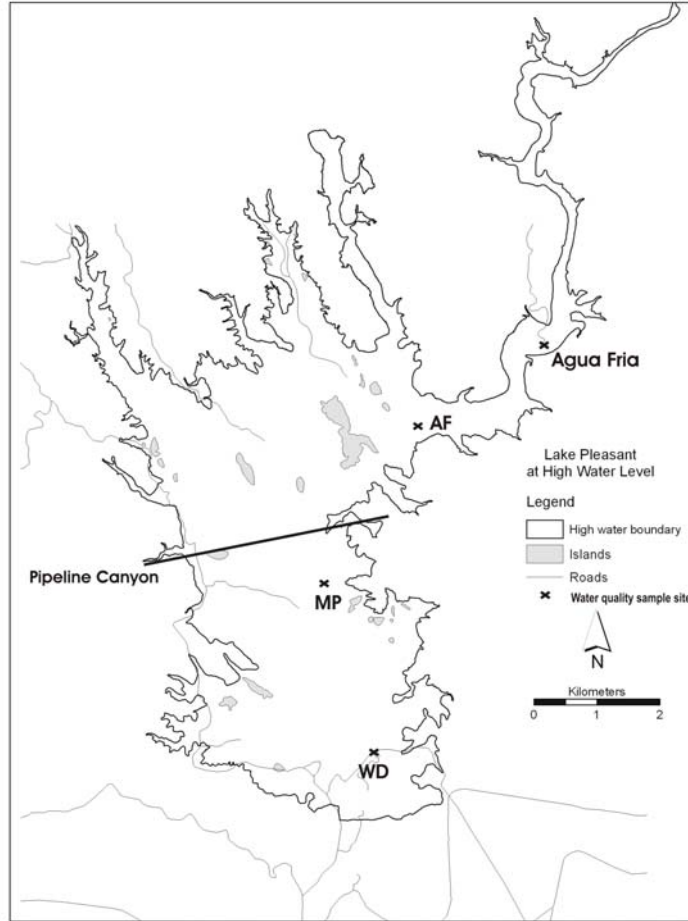 Agua Fria
AF
Lake Pleasant
at High Water Level
Legend
High water boundary
Islands
Roads
Water quality sample site
Pipeline Canyon
MP
N
Kilometers
0 1 2
WD